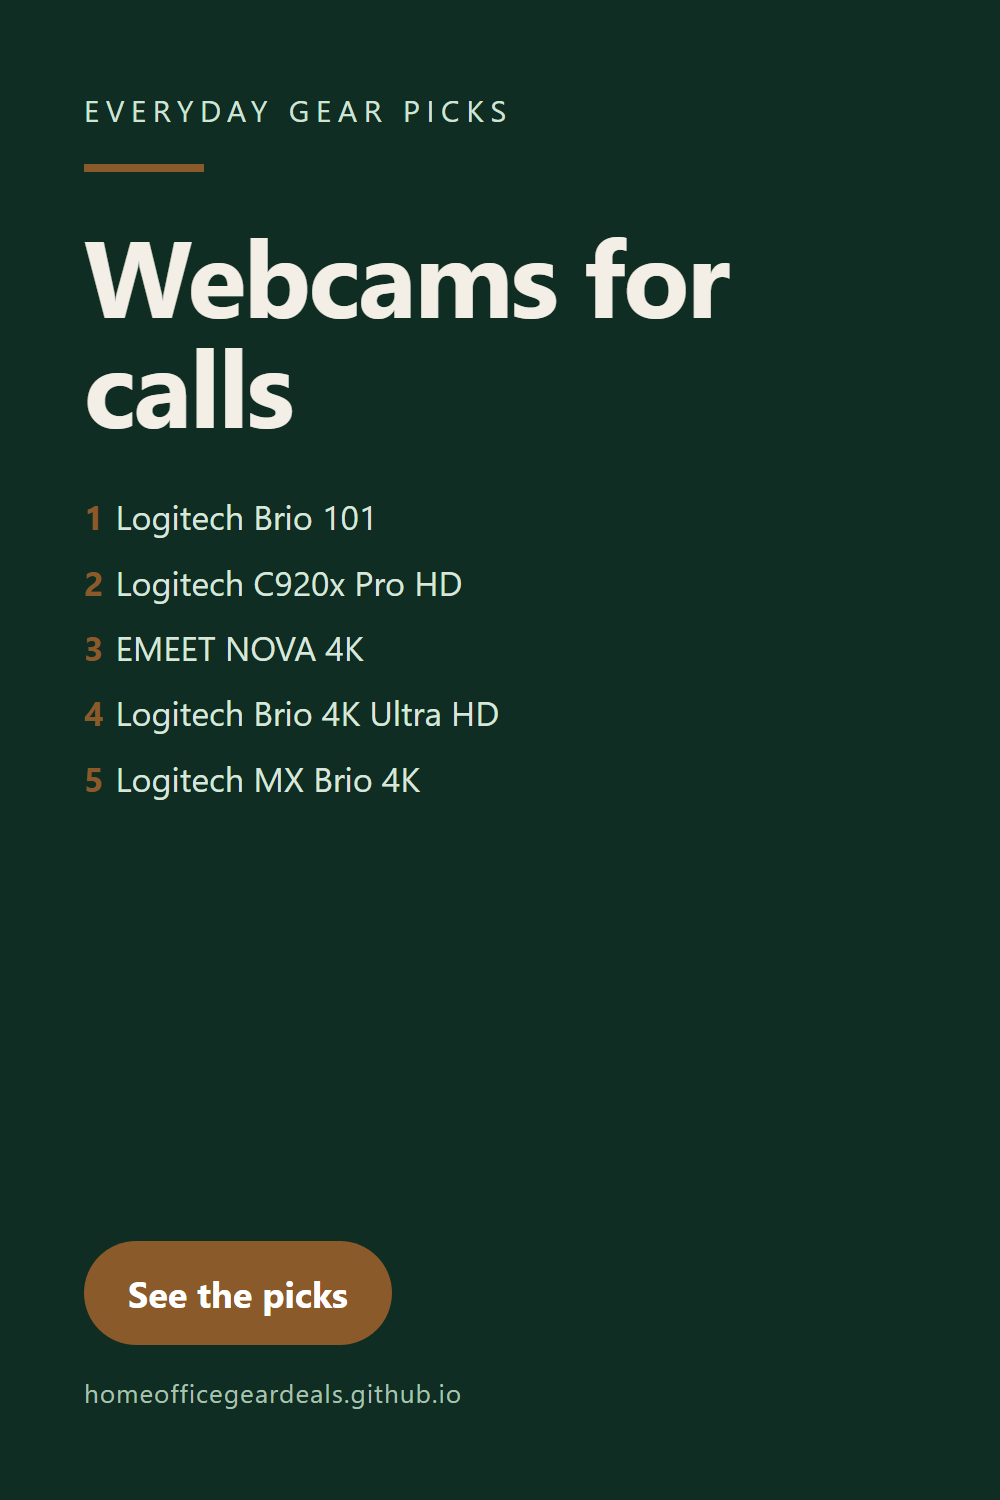 EVERYDAY GEAR PICKS
Webcams for
calls
1 Logitech Brio 101
2 Logitech C920x Pro HD
3 EMEET NOVA 4K
4 Logitech Brio 4K Ultra HD
5 Logitech MX Brio 4K
See the picks
homeofficegeardeals.github.io